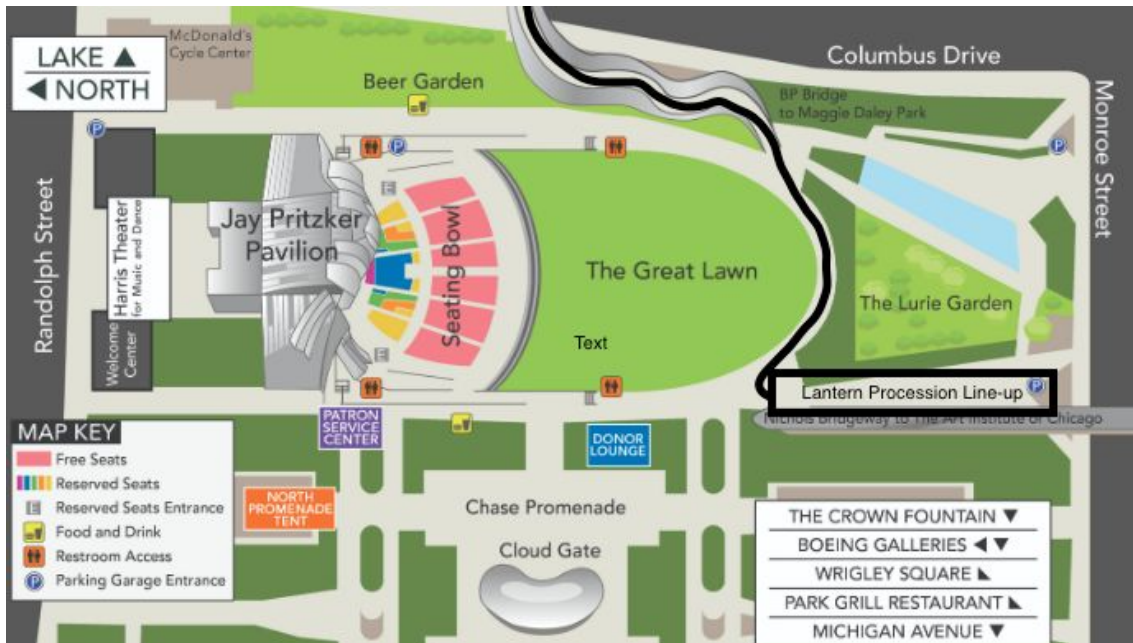 McDonald's
Cycle Center
LAKE ▲
◄ NORTH
Beer Garden
Columbus Drive
BP Bridge
to Maggie Daley Park
Monroe Street
P
P
P
Randolph Street
Harris Theater
for Music and Dance
Welcome
Center
Jay Pritzker
Pavilion
Seating Bowl
The Great Lawn
Text
The Lurie Garden
Lantern Procession Line-up
P
Nichols Bridgeway to The Art Institute of Chicago
PATRON
SERVICE
CENTER
DONOR
LOUNGE
MAP KEY
Free Seats
Reserved Seats
Reserved Seats Entrance
Food and Drink
Restroom Access
P Parking Garage Entrance
NORTH
PROMENADE
TENT
Chase Promenade
Cloud Gate
THE CROWN FOUNTAIN ▼
BOEING GALLERIES ◄▼
WRIGLEY SQUARE ◣
PARK GRILL RESTAURANT ◣
MICHIGAN AVENUE ▼